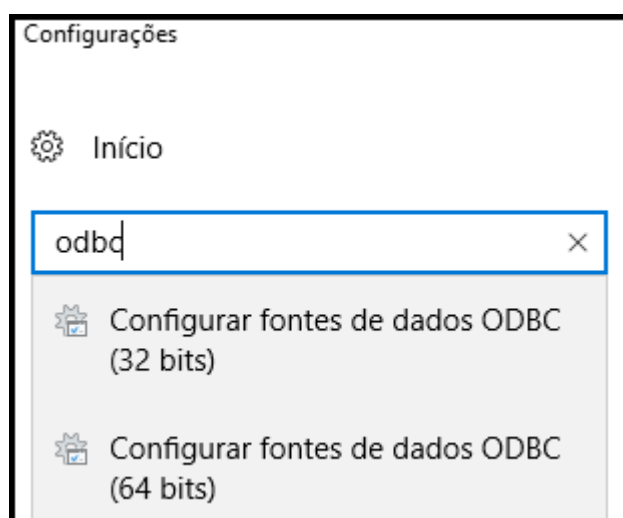 Configurações
Início
odbc
Configurar fontes de dados ODBC
(32 bits)
Configurar fontes de dados ODBC
(64 bits)